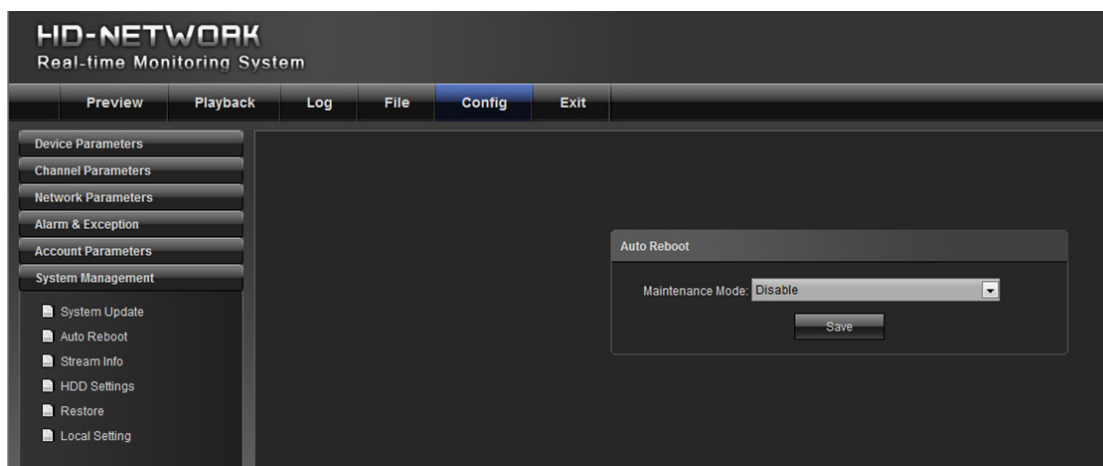 HD-NETWORK
Real-time Monitoring System
Preview Playback Log File Config Exit
Device Parameters
Channel Parameters
Network Parameters
Alarm & Exception
Account Parameters
System Management
System Update
Auto Reboot
Stream Info
HDD Settings
Restore
Local Setting
Auto Reboot
Maintenance Mode: Disable
Save